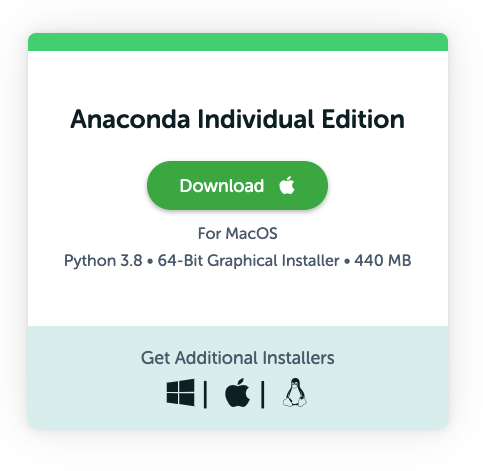 Anaconda Individual Edition
Download
For MacOS
Python 3.8 • 64-Bit Graphical Installer • 440 MB
Get Additional Installers
| |